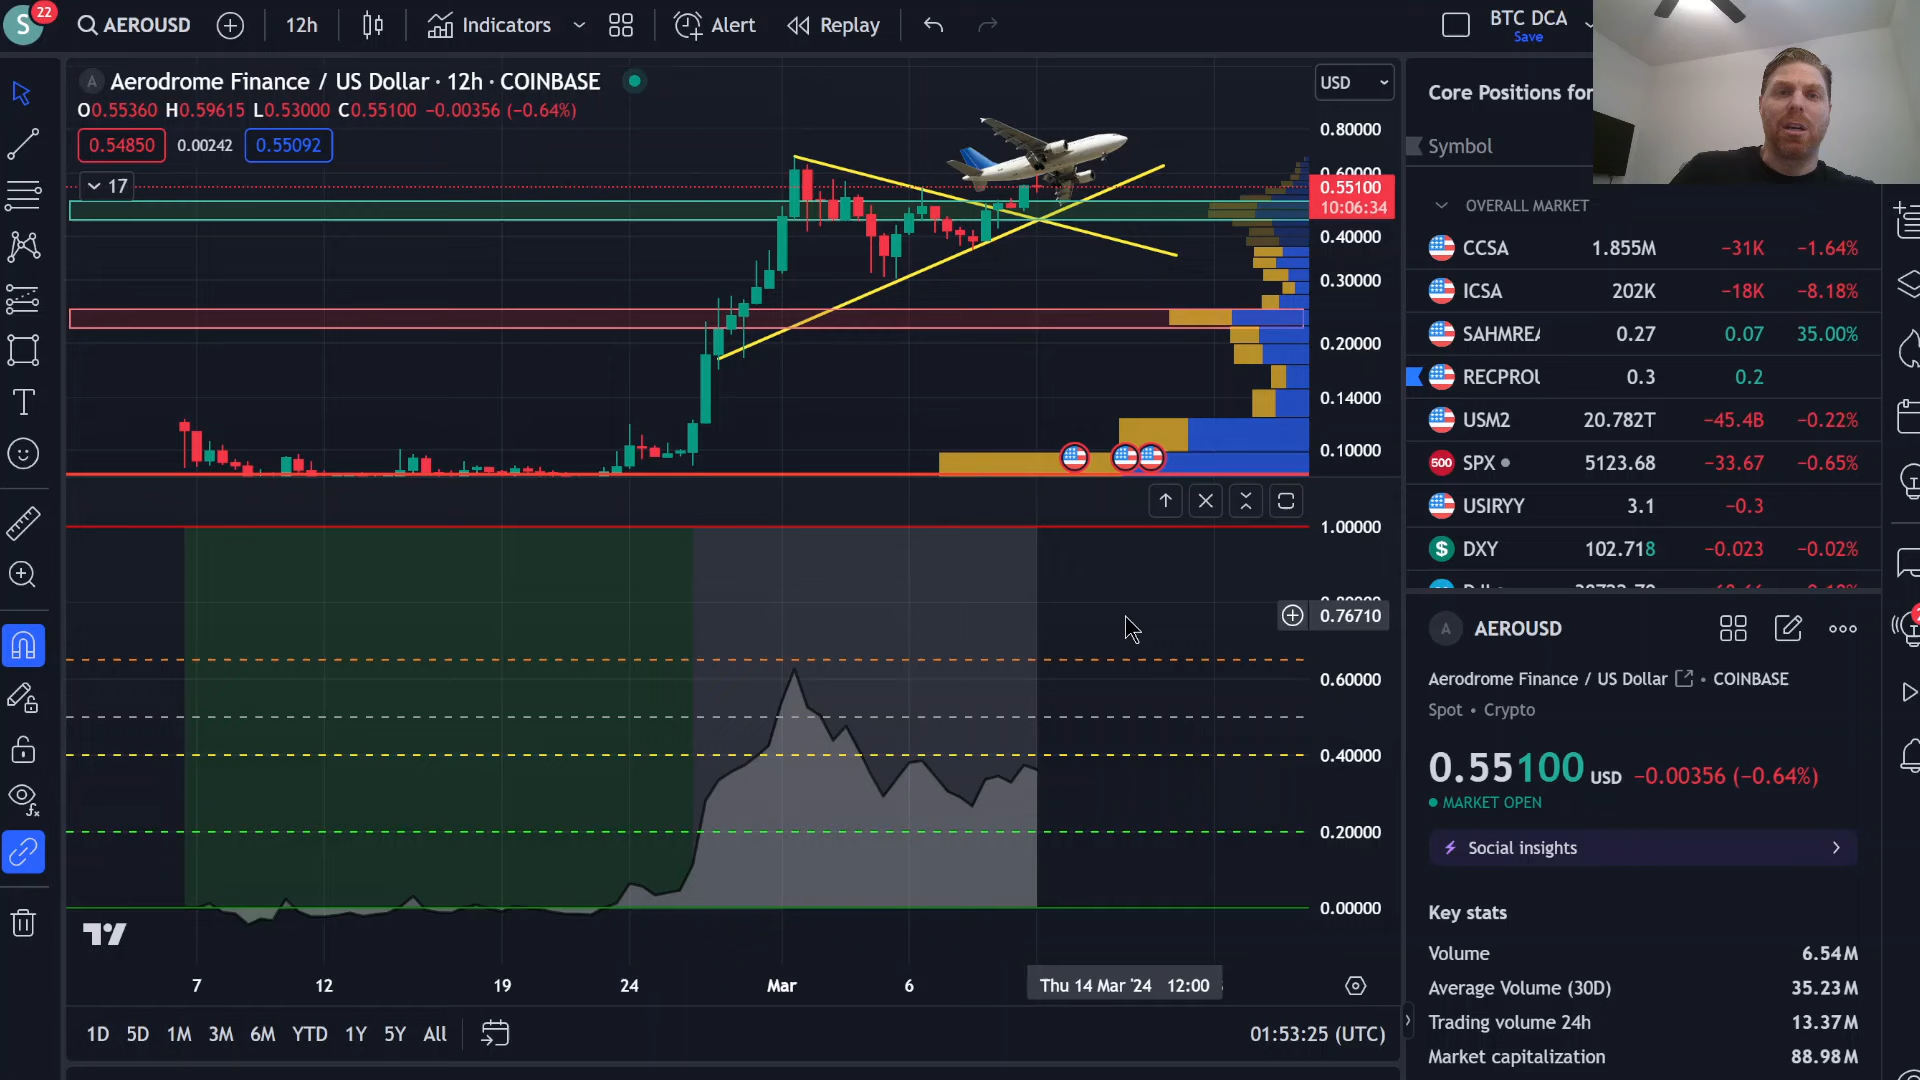 S 22 AEROUSD 12h Indicators Alert Replay BTC DCA
Save
A Aerodrome Finance / US Dollar · 12h · COINBASE
O0.55360 H0.59615 L0.53000 C0.55100 −0.00356 (−0.64%)
0.54850 0.00242 0.55092
17
USD
0.80000
0.55100
10:06:34
0.40000
0.30000
0.20000
0.14000
0.10000
1.00000
0.76710
0.60000
0.40000
0.20000
0.00000
7 12 19 24 Mar 6 Thu 14 Mar '24 12:00
1D 5D 1M 3M 6M YTD 1Y 5Y All 01:53:25 (UTC)
Core Positions for
Symbol
OVERALL MARKET
CCSA 1.855M −31K −1.64%
ICSA 202K −18K −8.18%
SAHMREA 0.27 0.07 35.00%
RECPROU 0.3 0.2
USM2 20.782T −45.4B −0.22%
500 SPX 5123.68 −33.67 −0.65%
USIRYY 3.1 −0.3
$ DXY 102.718 −0.023 −0.02%
A AEROUSD
Aerodrome Finance / US Dollar • COINBASE
Spot • Crypto
0.55100 USD −0.00356 (−0.64%)
MARKET OPEN
Social insights
Key stats
Volume 6.54M
Average Volume (30D) 35.23M
Trading volume 24h 13.37M
Market capitalization 88.98M